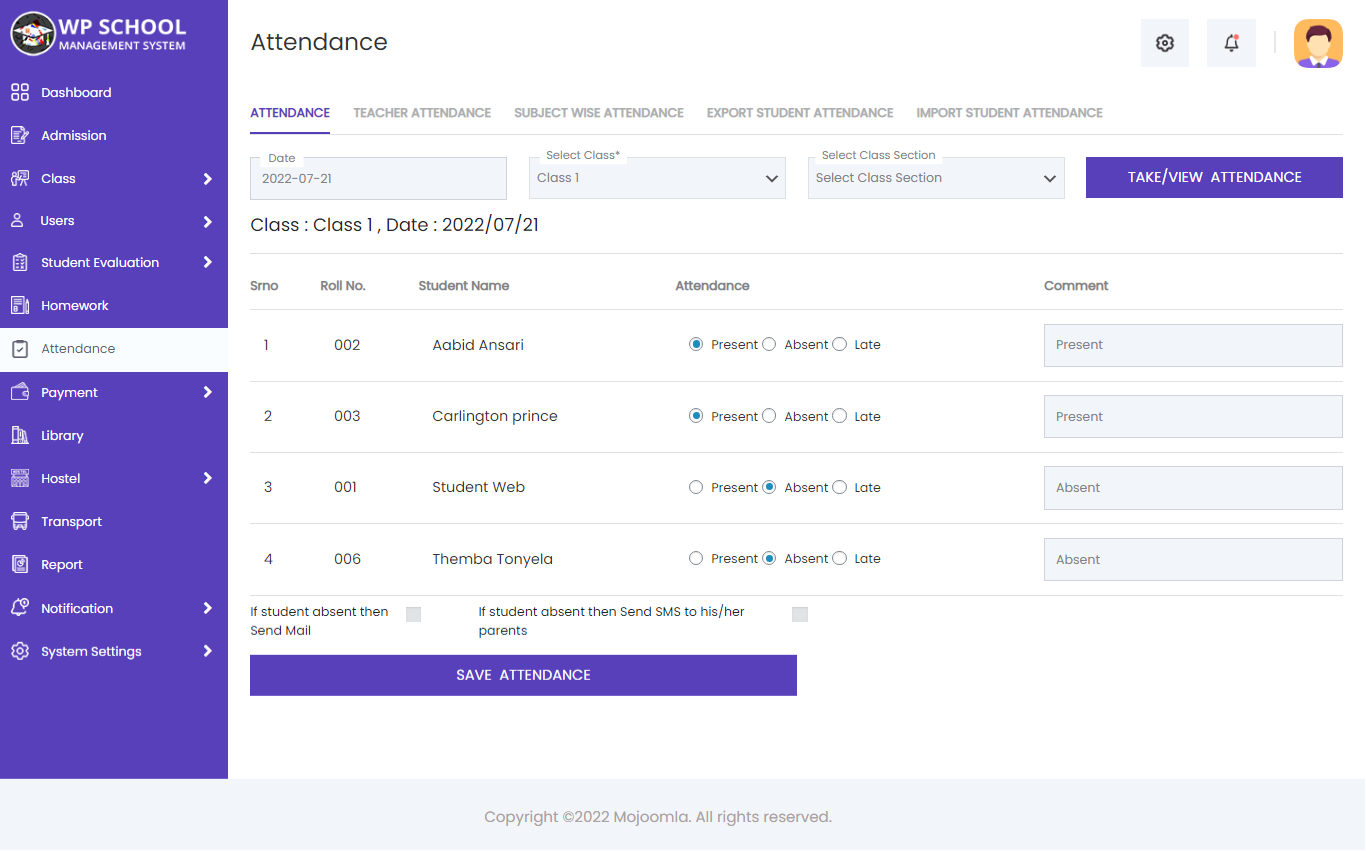 WP SCHOOL
MANAGEMENT SYSTEM
Dashboard
Admission
Class
Users
Student Evaluation
Homework
Attendance
Payment
Library
Hostel
Transport
Report
Notification
System Settings
Attendance
ATTENDANCE TEACHER ATTENDANCE SUBJECT WISE ATTENDANCE EXPORT STUDENT ATTENDANCE IMPORT STUDENT ATTENDANCE
Date Select Class* Select Class Section
2022-07-21 Class 1 Select Class Section TAKE/VIEW ATTENDANCE
Class : Class 1 , Date : 2022/07/21
Srno Roll No. Student Name Attendance Comment
1 002 Aabid Ansari Present Absent Late Present
2 003 Carlington prince Present Absent Late Present
3 001 Student Web Present Absent Late Absent
4 006 Themba Tonyela Present Absent Late Absent
If student absent then
Send Mail
If student absent then Send SMS to his/her
parents
SAVE ATTENDANCE
Copyright ©2022 Mojoomla. All rights reserved.